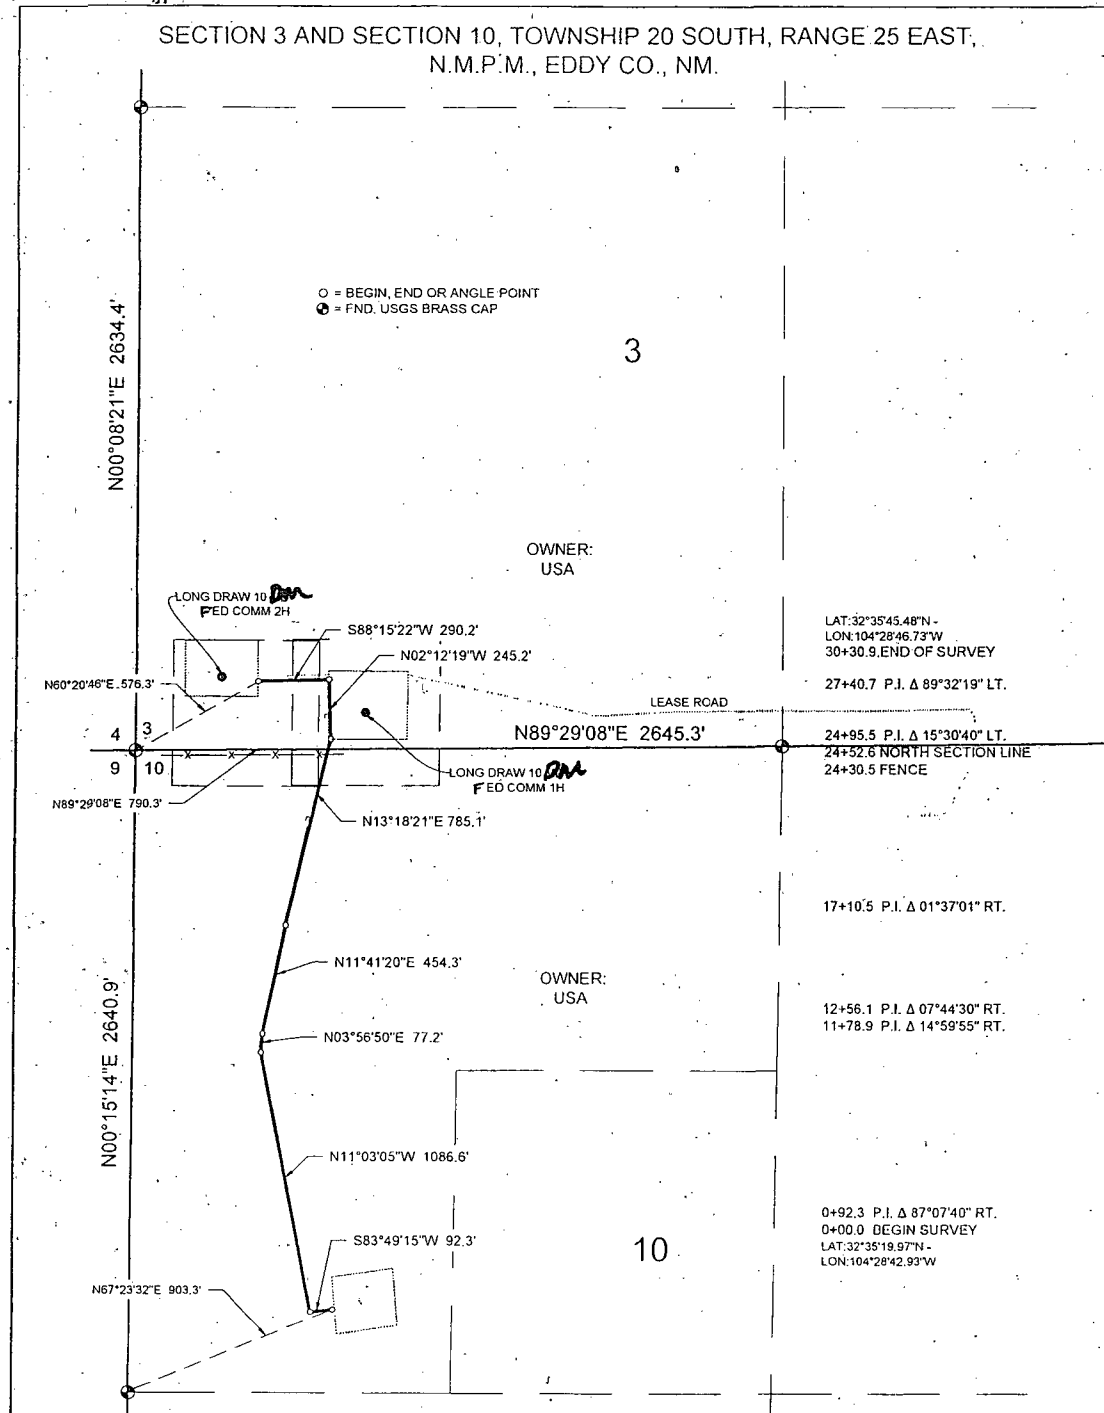 SECTION 3 AND SECTION 10, TOWNSHIP 20 SOUTH, RANGE 25 EAST,
N.M.P.M., EDDY CO., NM.
N00°08'21"E 2634.4'
O = BEGIN, END OR ANGLE POINT
= FND. USGS BRASS CAP
3
OWNER:
USA
LONG DRAW 10
FED COMM 2H
S88°15'22"W 290.2'
N02°12'19"W 245.2'
N60°20'46"E 576.3'
LAT:32°35'45.48"N -
LON:104°28'46.73"W
30+30.9 END OF SURVEY
27+40.7 P.I. Δ 89°32'19" LT.
LEASE ROAD
4 3
N89°29'08"E 2645.3'
24+95.5 P.I. Δ 15°30'40" LT.
24+52.6 NORTH SECTION LINE
24+30.5 FENCE
9 10
LONG DRAW 10
FED COMM 1H
N89°29'08"E 790.3'
N13°18'21"E 785.1'
17+10.5 P.I. Δ 01°37'01" RT.
N11°41'20"E 454.3'
OWNER:
USA
N00°15'14"E 2640.9'
12+56.1 P.I. Δ 07°44'30" RT.
11+78.9 P.I. Δ 14°59'55" RT.
N03°56'50"E 77.2'
N11°03'05"W 1086.6'
0+92.3 P.I. Δ 87°07'40" RT.
0+00.0 BEGIN SURVEY
LAT:32°35'19.97"N -
LON:104°28'42.93"W
S83°49'15"W 92.3'
10
N67°23'32"E 903.3'